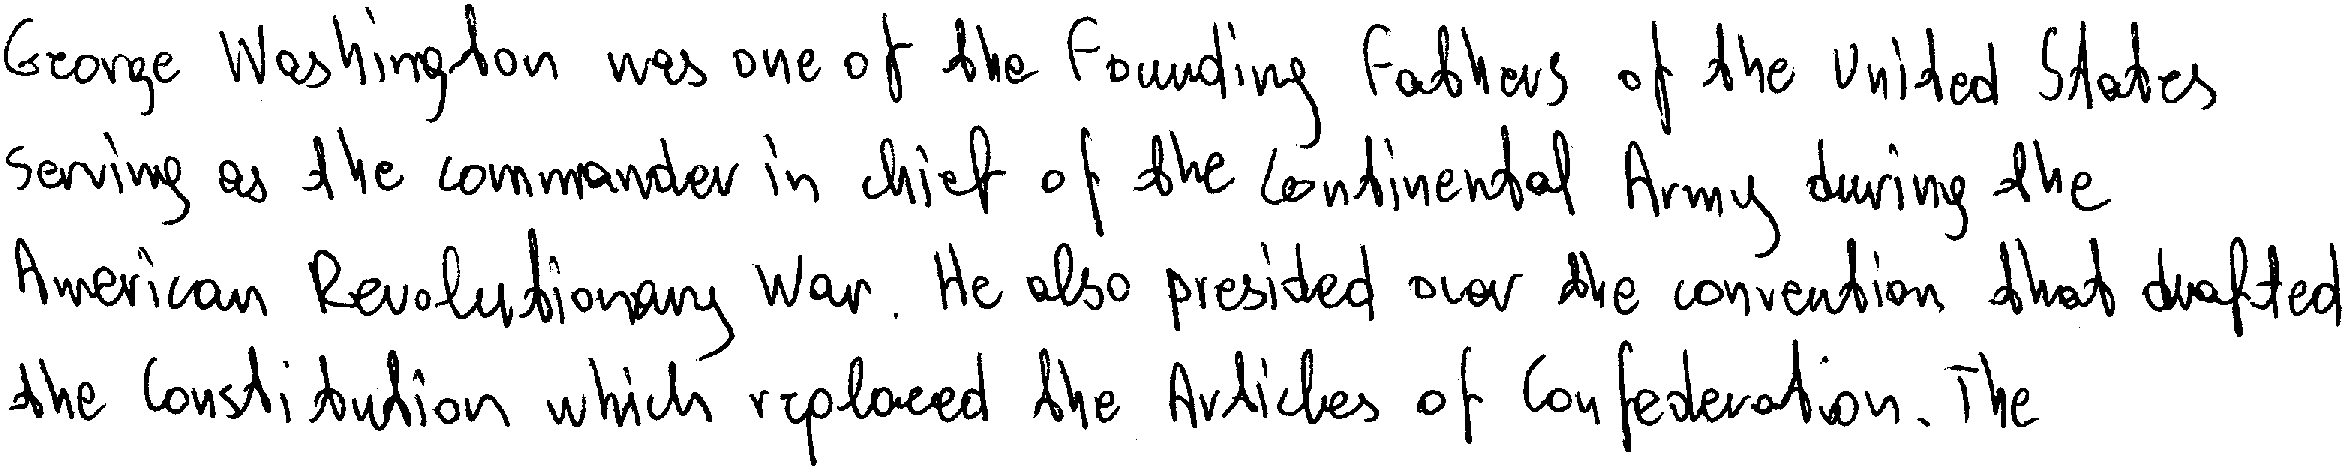 George Washington was one of the Founding Fathers of the United States
serving as the commander in chief of the Continental Army during the
American Revolutionary War. He also presided over the convention that drafted
the Constitution which replaced the Articles of Confederation. The